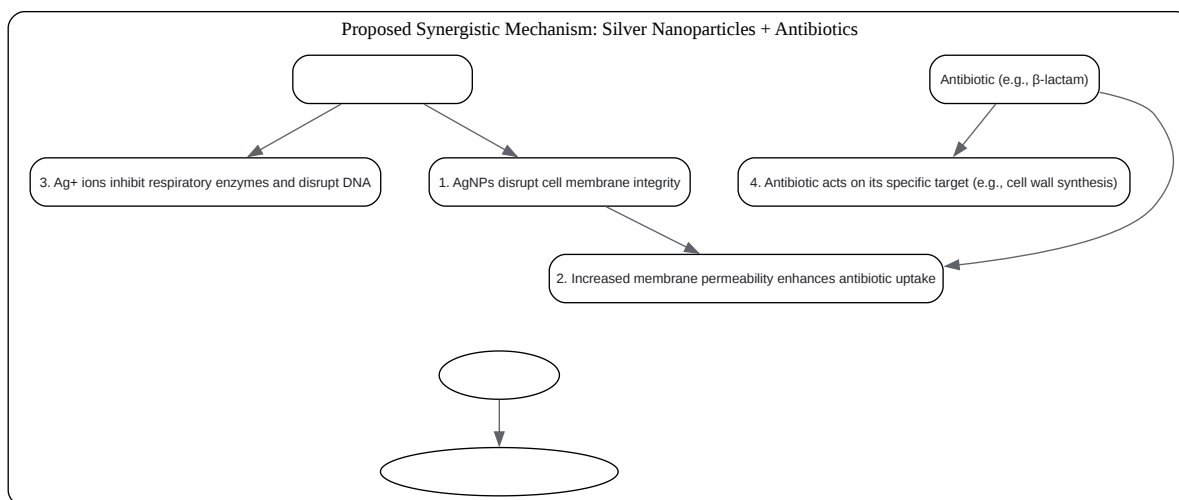 Proposed Synergistic Mechanism: Silver Nanoparticles + Antibiotics
Antibiotic (e.g., β-lactam)
3. Ag+ ions inhibit respiratory enzymes and disrupt DNA
1. AgNPs disrupt cell membrane integrity
4. Antibiotic acts on its specific target (e.g., cell wall synthesis)
2. Increased membrane permeability enhances antibiotic uptake